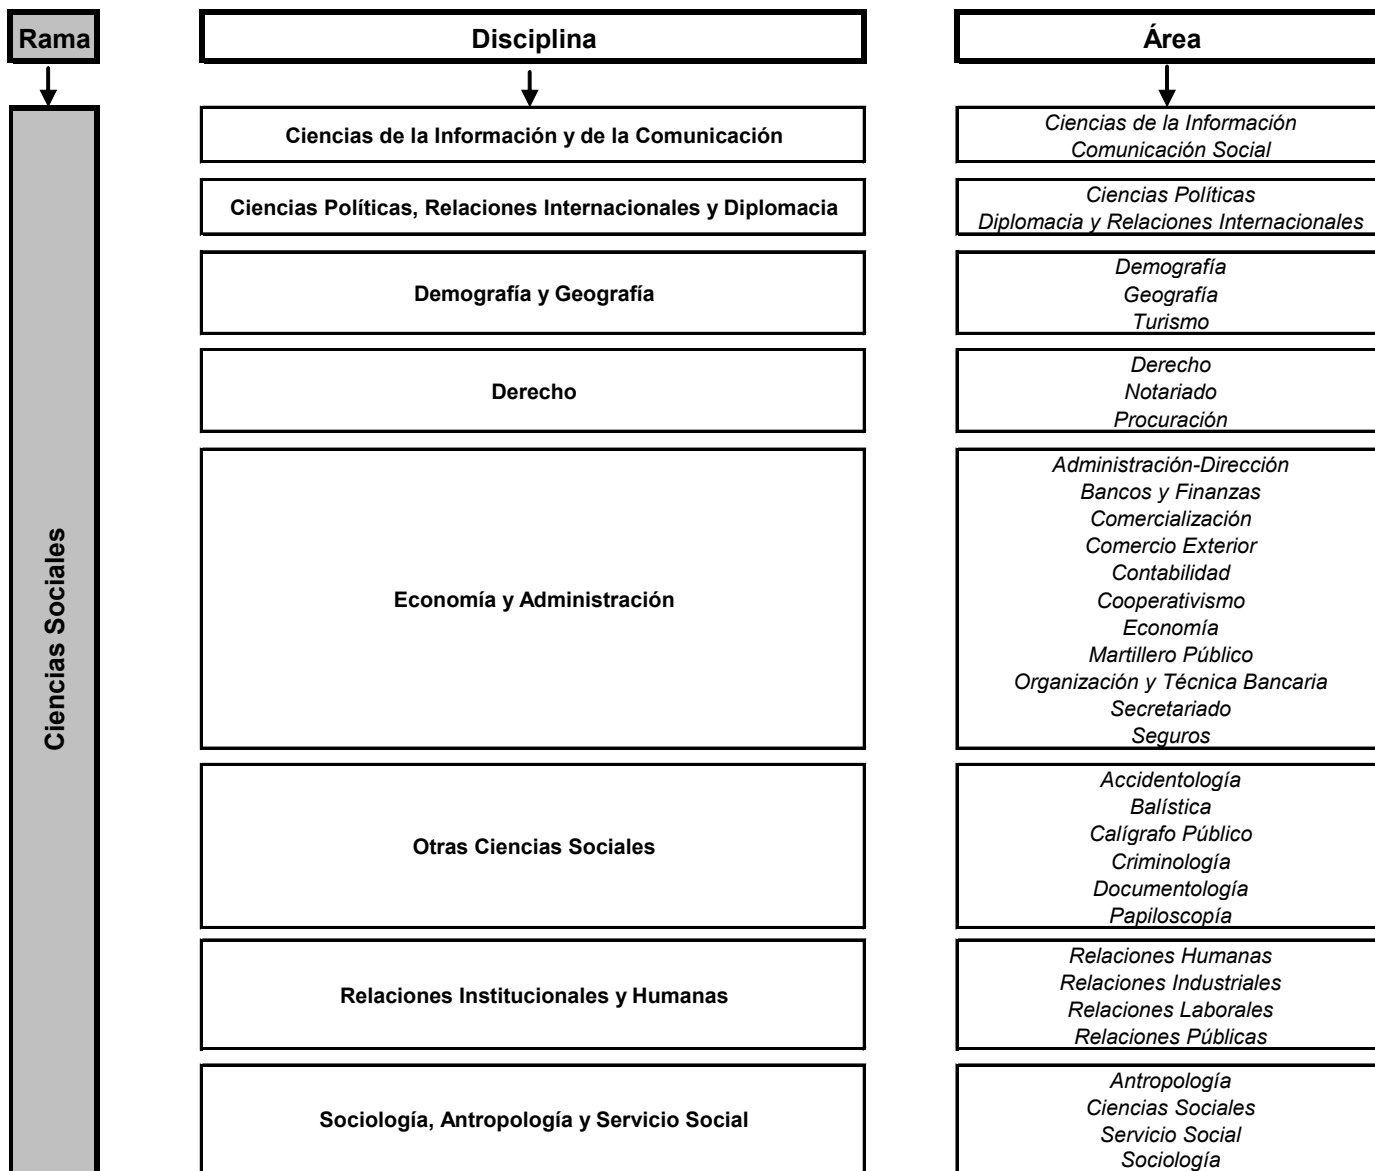 Rama
Disciplina
Área
Ciencias Sociales
Ciencias de la Información y de la Comunicación
Ciencias de la Información
Comunicación Social
Ciencias Políticas, Relaciones Internacionales y Diplomacia
Ciencias Políticas
Diplomacia y Relaciones Internacionales
Demografía y Geografía
Demografía
Geografía
Turismo
Derecho
Derecho
Notariado
Procuración
Economía y Administración
Administración-Dirección
Bancos y Finanzas
Comercialización
Comercio Exterior
Contabilidad
Cooperativismo
Economía
Martillero Público
Organización y Técnica Bancaria
Secretariado
Seguros
Otras Ciencias Sociales
Accidentología
Balística
Calígrafo Público
Criminología
Documentología
Papiloscopía
Relaciones Institucionales y Humanas
Relaciones Humanas
Relaciones Industriales
Relaciones Laborales
Relaciones Públicas
Sociología, Antropología y Servicio Social
Antropología
Ciencias Sociales
Servicio Social
Sociología